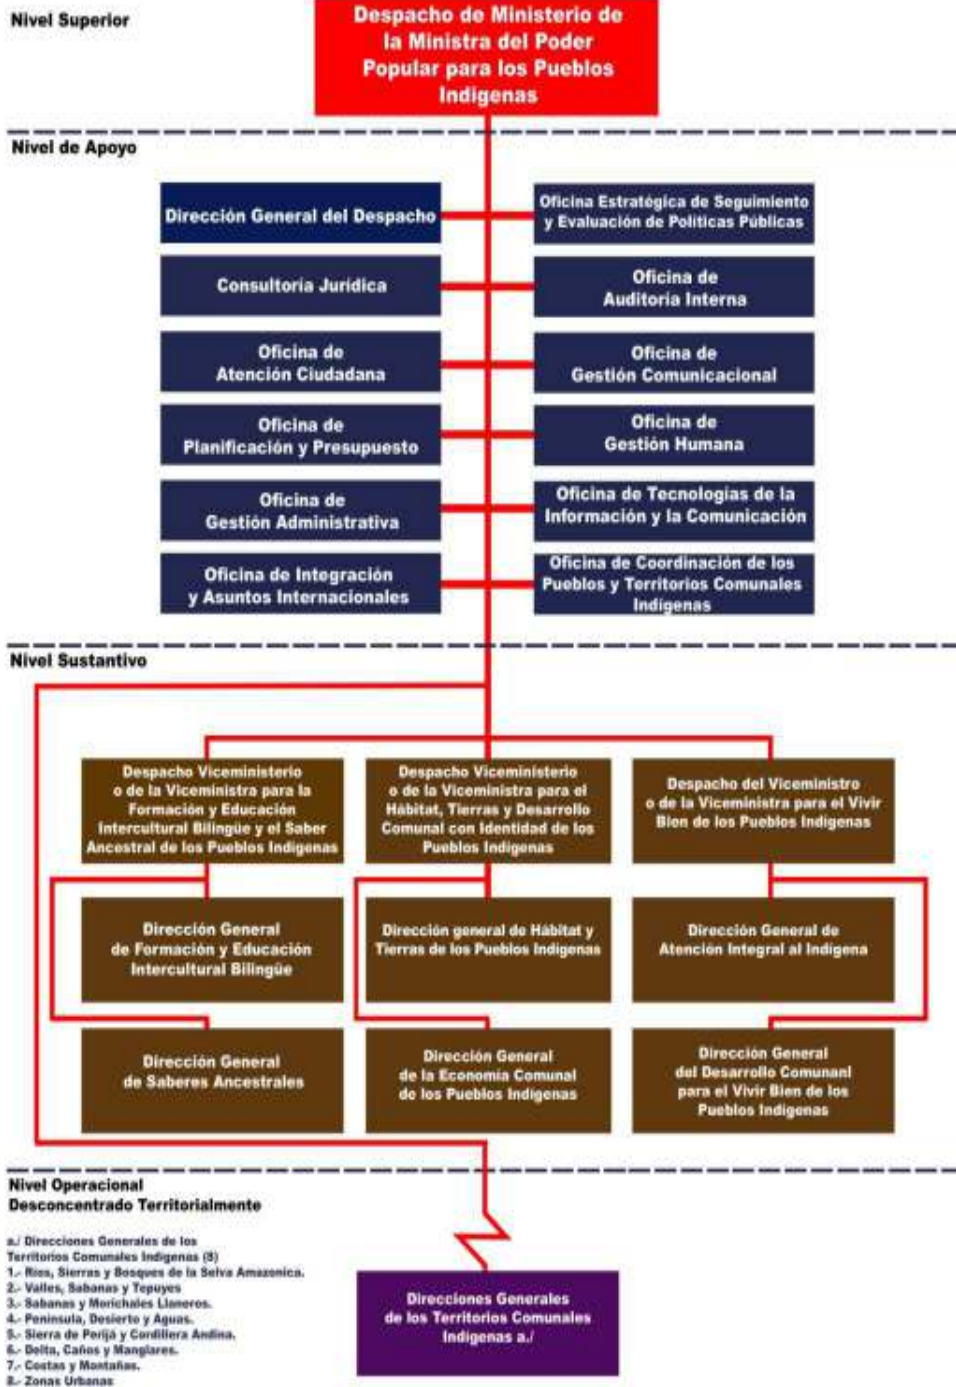 Nivel Superior
Despacho de Ministerio de
la Ministra del Poder
Popular para los Pueblos
Indígenas
Nivel de Apoyo
Dirección General del Despacho
Oficina Estratégica de Seguimiento
y Evaluación de Políticas Públicas
Consultoría Jurídica
Oficina de
Auditoría Interna
Oficina de
Atención Ciudadana
Oficina de
Gestión Comunicacional
Oficina de
Planificación y Presupuesto
Oficina de
Gestión Humana
Oficina de
Gestión Administrativa
Oficina de Tecnologías de la
Información y la Comunicación
Oficina de Integración
y Asuntos Internacionales
Oficina de Coordinación de los
Pueblos y Territorios Comunales
Indígenas
Nivel Sustantivo
Despacho Viceministerio
o de la Viceministra para la
Formación y Educación
Intercultural Bilingüe y el Saber
Ancestral de los Pueblos Indígenas
Despacho Viceministerio
o de la Viceministra para el
Hábitat, Tierras y Desarrollo
Comunal con Identidad de los
Pueblos Indígenas
Despacho del Viceministro
o de la Viceministra para el Vivir
Bien de los Pueblos Indígenas
Dirección General
de Formación y Educación
Intercultural Bilingüe
Dirección general de Hábitat y
Tierras de los Pueblos Indígenas
Dirección General de
Atención Integral al Indígena
Dirección General
de Saberes Ancestrales
Dirección General
de la Economía Comunal
de los Pueblos Indígenas
Dirección General
del Desarrollo Comunanl
para el Vivir Bien de los
Pueblos Indígenas
Nivel Operacional
Desconcentrado Territorialmente
a./ Direcciones Generales de los
Territorios Comunales Indígenas (8)
1.- Ríos, Sierras y Bosques de la Selva Amazonica.
2.- Valles, Sabanas y Tepuyes
3.- Sabanas y Morichales Llaneros.
4.- Península, Desierto y Aguas.
5.- Sierra de Perijá y Cordillera Andina.
6.- Delta, Caños y Manglares.
7.- Costas y Montañas.
8.- Zonas Urbanas
Direcciones Generales
de los Territorios Comunales
Indígenas a./